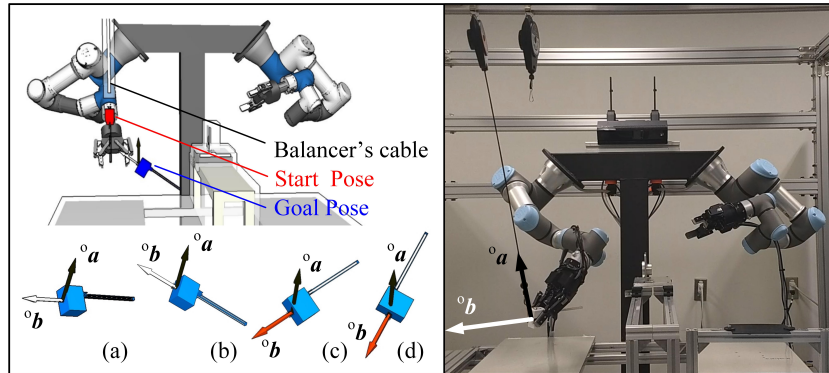 Balancer's cable
Start Pose
Goal Pose
ᵒa
ᵒb
(a)
ᵒb
ᵒa
(b)
ᵒa
ᵒb
(c)
ᵒa
ᵒb
(d)
ᵒa
ᵒb